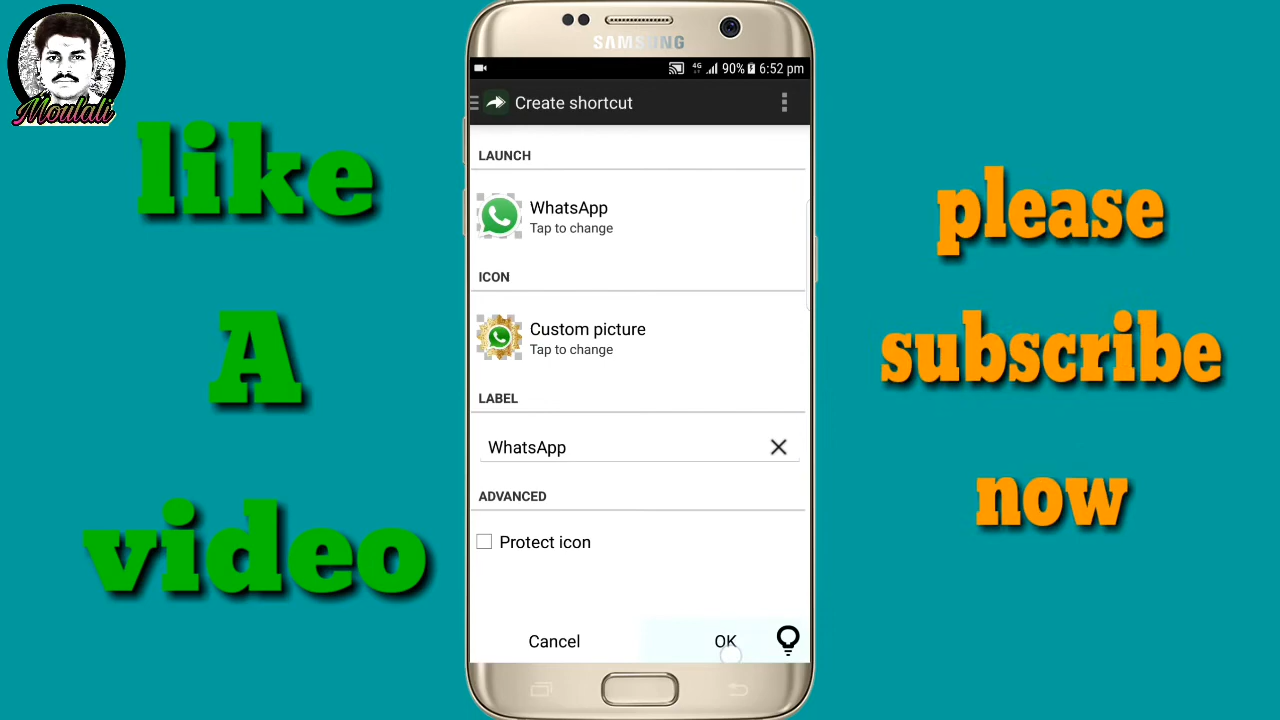 Moulali
like
A
video
SAMSUNG
4G 90% 6:52 pm
Create shortcut
LAUNCH
WhatsApp
Tap to change
ICON
Custom picture
Tap to change
LABEL
WhatsApp
ADVANCED
Protect icon
Cancel OK
please
subscribe
now